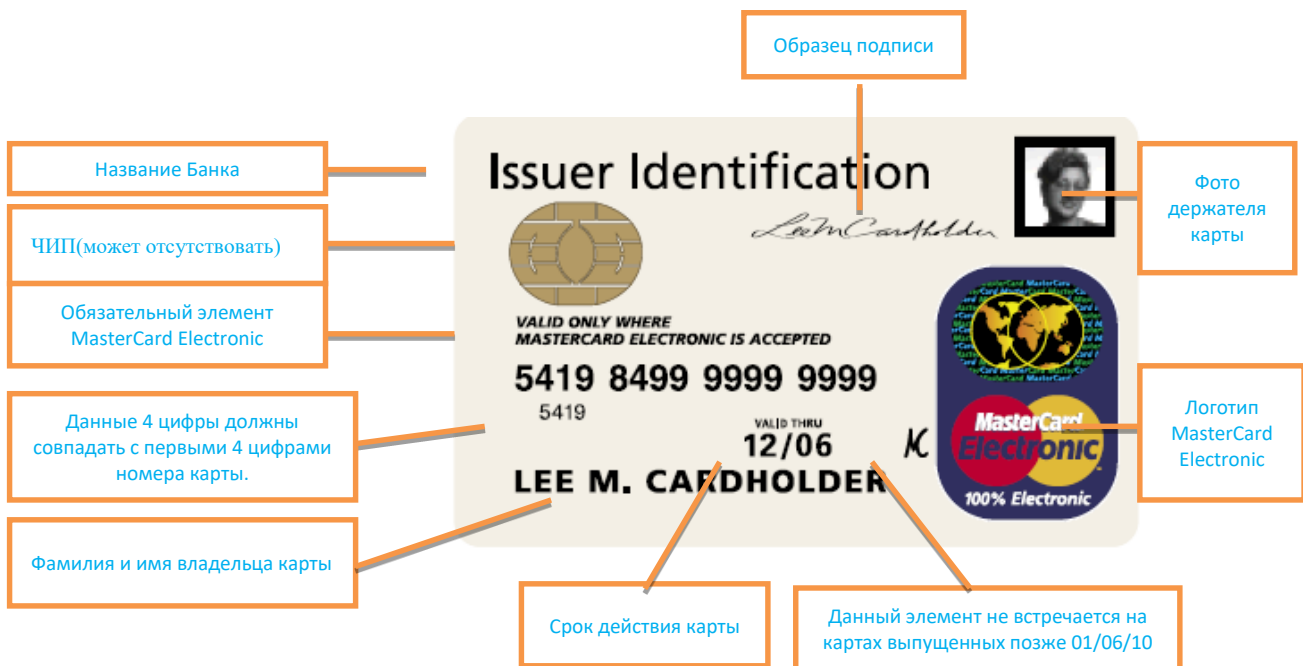 Образец подписи
Название Банка
ЧИП(может отсутствовать)
Обязательный элемент
MasterCard Electronic
Данные 4 цифры должны
совпадать с первыми 4 цифрами
номера карты.
Фамилия и имя владельца карты
Issuer Identification
LeeMCardholder
VALID ONLY WHERE
MASTERCARD ELECTRONIC IS ACCEPTED
5419 8499 9999 9999
5419
VALID THRU
12/06
MC
LEE M. CARDHOLDER
MasterCard
Electronic
100% Electronic
Фото
держателя
карты
Логотип
MasterCard
Electronic
Срок действия карты
Данный элемент не встречается на
картах выпущенных позже 01/06/10